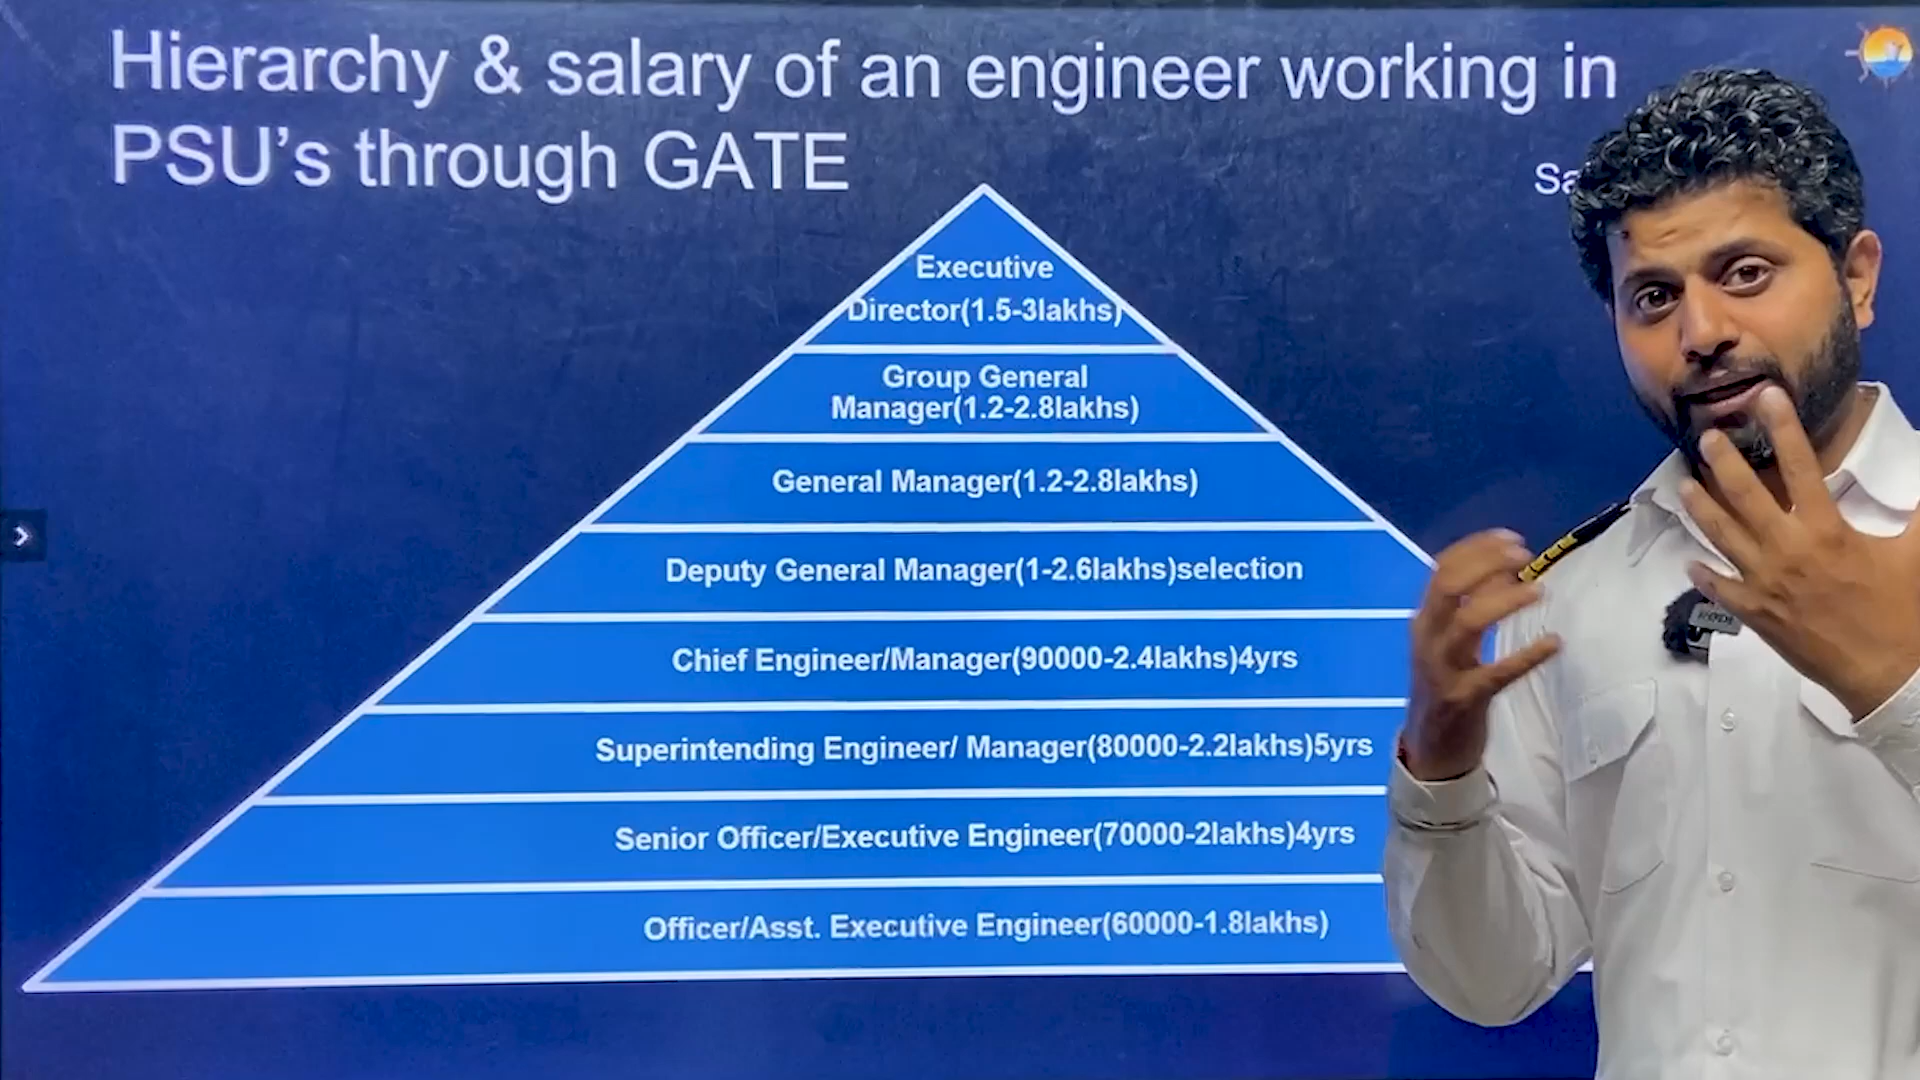 Hierarchy & salary of an engineer working in
PSU's through GATE
Executive
Director(1.5-3lakhs)
Group General
Manager(1.2-2.8lakhs)
General Manager(1.2-2.8lakhs)
Deputy General Manager(1-2.6lakhs)selection
Chief Engineer/Manager(90000-2.4lakhs)4yrs
Superintending Engineer/ Manager(80000-2.2lakhs)5yrs
Senior Officer/Executive Engineer(70000-2lakhs)4yrs
Officer/Asst. Executive Engineer(60000-1.8lakhs)